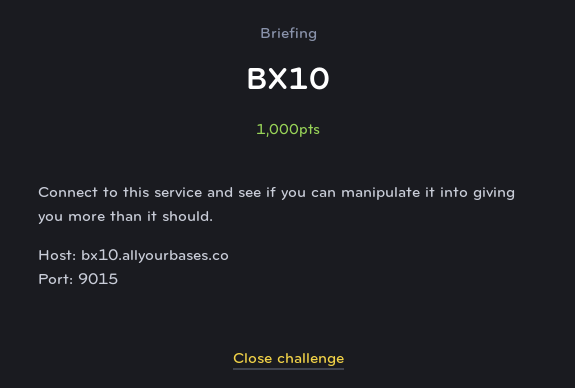 Briefing
BX10
1,000pts
Connect to this service and see if you can manipulate it into giving
you more than it should.
Host: bx10.allyourbases.co
Port: 9015
Close challenge